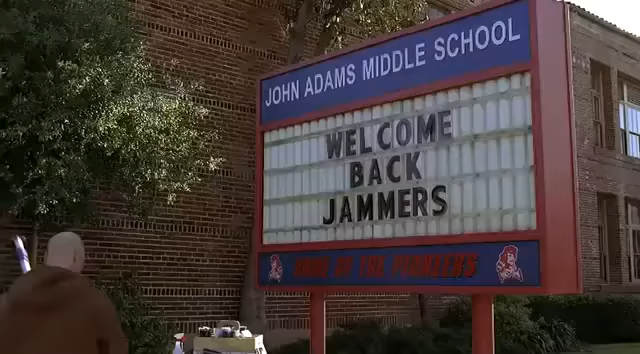 JOHN ADAMS MIDDLE SCHOOL
WELCOME
BACK
JAMMERS
HOME OF THE PIONEERS